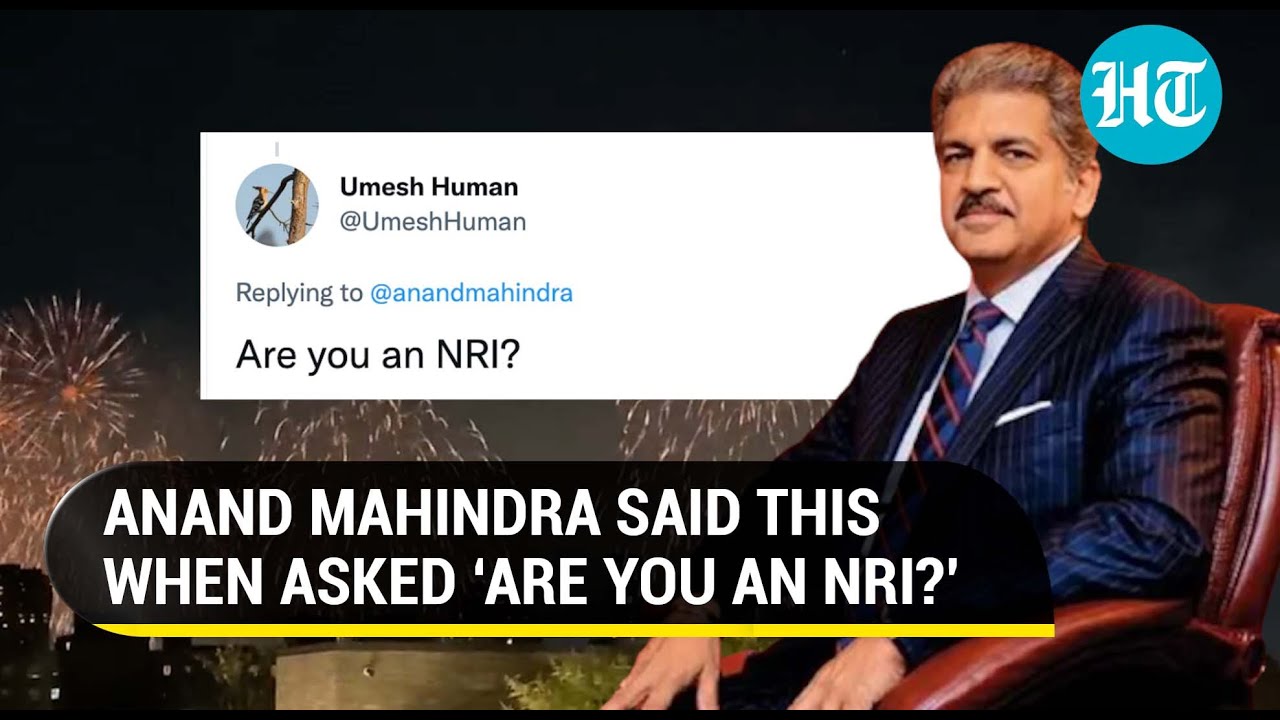 HT
Umesh Human
@UmeshHuman
Replying to @anandmahindra
Are you an NRI?
ANAND MAHINDRA SAID THIS
WHEN ASKED ‘ARE YOU AN NRI?’